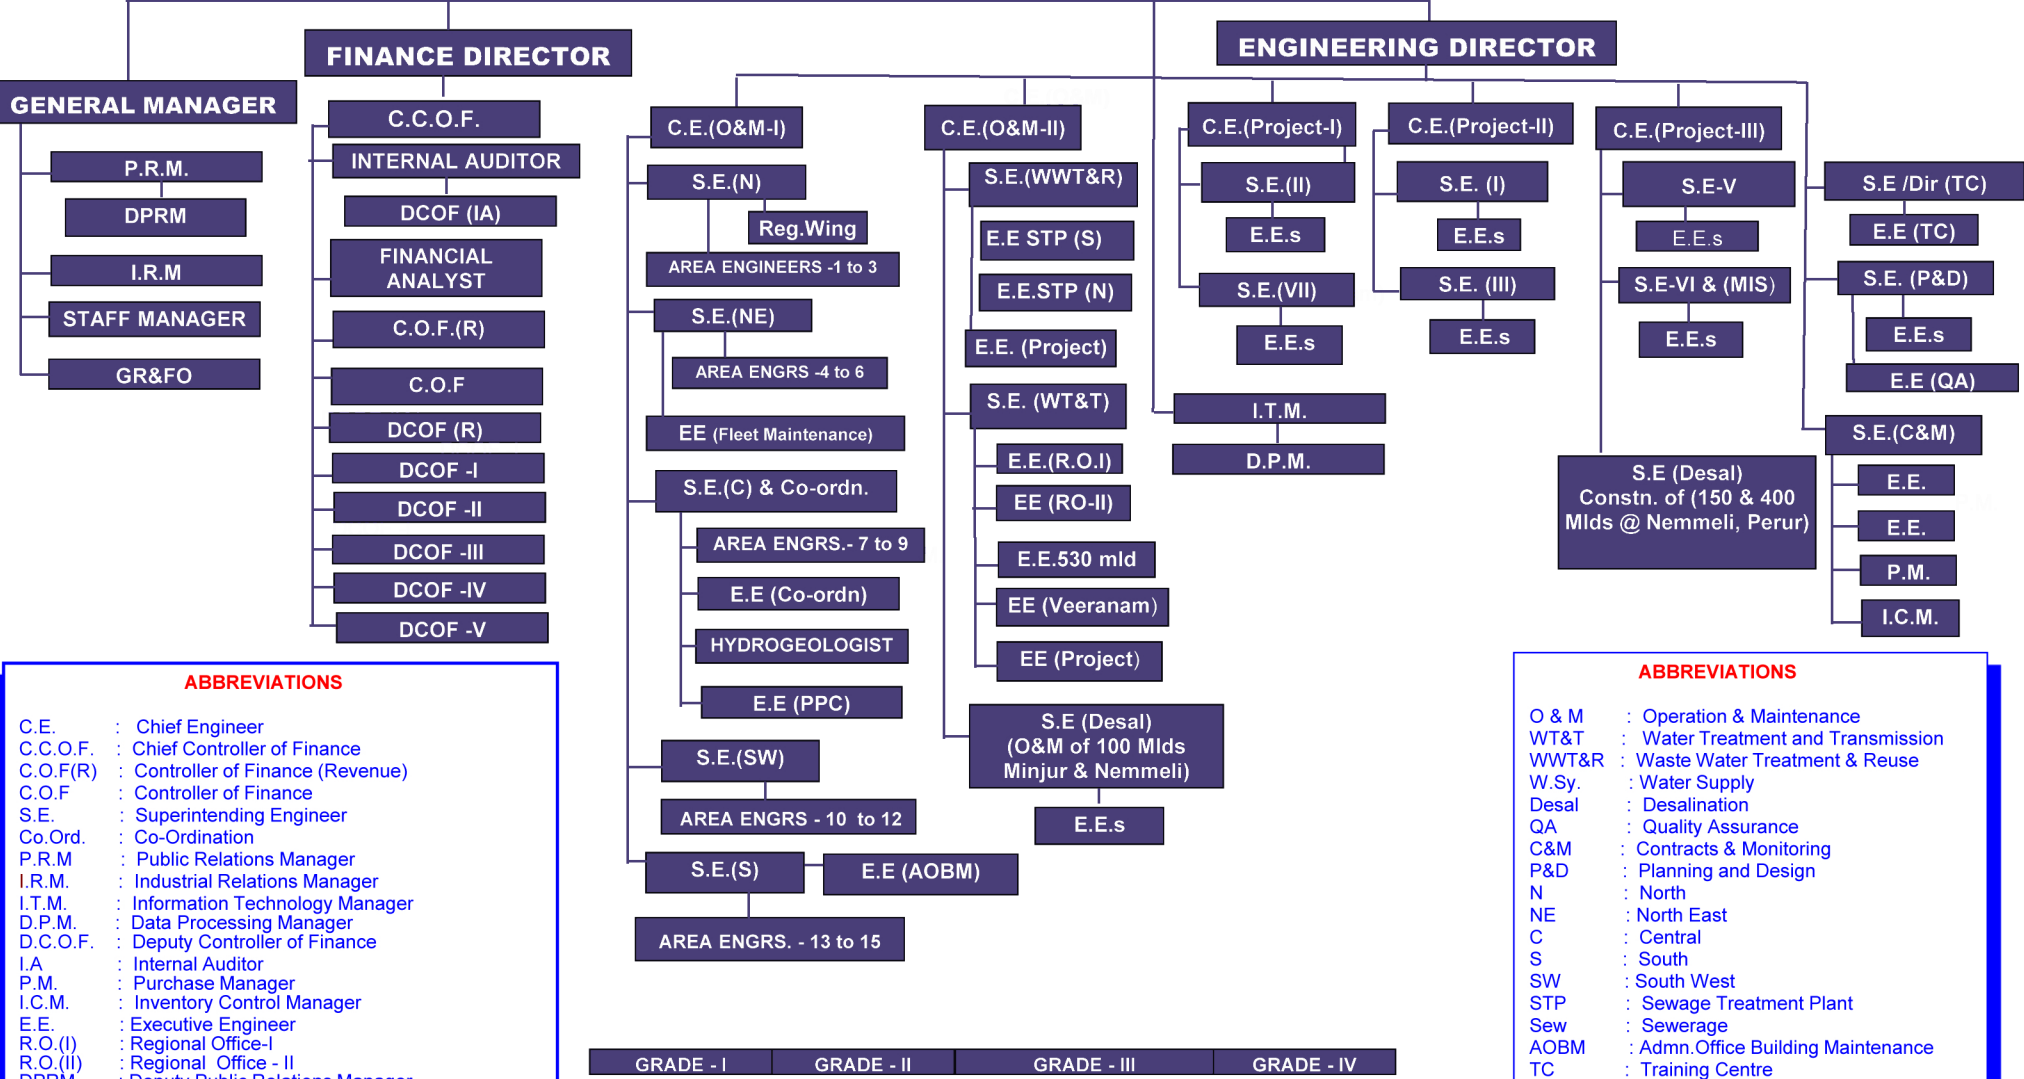 FINANCE DIRECTOR
ENGINEERING DIRECTOR
GENERAL MANAGER
P.R.M.
DPRM
I.R.M
STAFF MANAGER
GR&FO
C.C.O.F.
INTERNAL AUDITOR
DCOF (IA)
FINANCIAL
ANALYST
C.O.F.(R)
C.O.F
DCOF (R)
DCOF -I
DCOF -II
DCOF -III
DCOF -IV
DCOF -V
C.E.(O&M-I)
S.E.(N)
Reg.Wing
AREA ENGINEERS -1 to 3
S.E.(NE)
AREA ENGRS -4 to 6
EE (Fleet Maintenance)
S.E.(C) & Co-ordn.
AREA ENGRS.- 7 to 9
E.E (Co-ordn)
HYDROGEOLOGIST
E.E (PPC)
S.E.(SW)
AREA ENGRS - 10 to 12
S.E.(S)
E.E (AOBM)
AREA ENGRS. - 13 to 15
C.E.(O&M-II)
S.E.(WWT&R)
E.E STP (S)
E.E.STP (N)
E.E. (Project)
S.E. (WT&T)
E.E.(R.O.I)
EE (RO-II)
E.E.530 mld
EE (Veeranam)
EE (Project)
S.E (Desal)
(O&M of 100 Mlds
Minjur & Nemmeli)
E.E.s
C.E.(Project-I)
S.E.(II)
E.E.s
S.E.(VII)
E.E.s
I.T.M.
D.P.M.
C.E.(Project-II)
S.E. (I)
E.E.s
S.E. (III)
E.E.s
C.E.(Project-III)
S.E-V
E.E.s
S.E-VI & (MIS)
E.E.s
S.E (Desal)
Constn. of (150 & 400
Mlds @ Nemmeli, Perur)
S.E /Dir (TC)
E.E (TC)
S.E. (P&D)
E.E.s
E.E (QA)
S.E.(C&M)
E.E.
E.E.
P.M.
I.C.M.
ABBREVIATIONS
C.E. : Chief Engineer
C.C.O.F. : Chief Controller of Finance
C.O.F(R) : Controller of Finance (Revenue)
C.O.F : Controller of Finance
S.E. : Superintending Engineer
Co.Ord. : Co-Ordination
P.R.M : Public Relations Manager
I.R.M. : Industrial Relations Manager
I.T.M. : Information Technology Manager
D.P.M. : Data Processing Manager
D.C.O.F. : Deputy Controller of Finance
I.A : Internal Auditor
P.M. : Purchase Manager
I.C.M. : Inventory Control Manager
E.E. : Executive Engineer
R.O.(I) : Regional Office-I
R.O.(II) : Regional Office - II
DPRM : Deputy Public Relations Manager
ABBREVIATIONS
O & M : Operation & Maintenance
WT&T : Water Treatment and Transmission
WWT&R : Waste Water Treatment & Reuse
W.Sy. : Water Supply
Desal : Desalination
QA : Quality Assurance
C&M : Contracts & Monitoring
P&D : Planning and Design
N : North
NE : North East
C : Central
S : South
SW : South West
STP : Sewage Treatment Plant
Sew : Sewerage
AOBM : Admn.Office Building Maintenance
TC : Training Centre
GRADE - I GRADE - II GRADE - III GRADE - IV